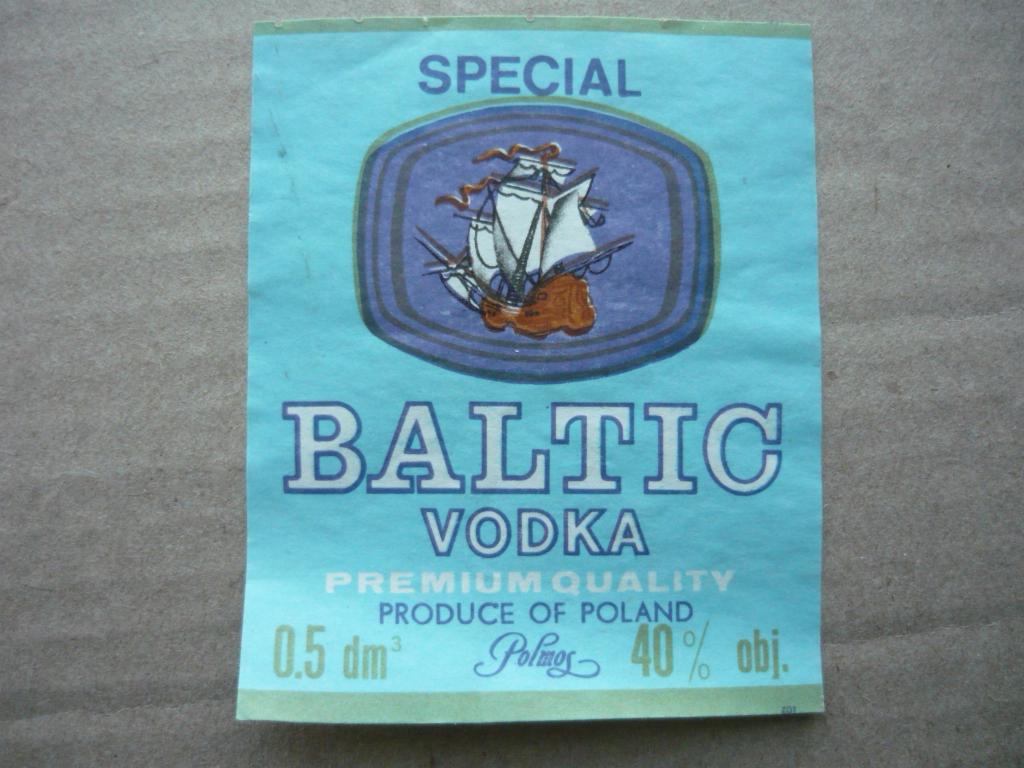 SPECIAL
BALTIC
VODKA
PREMIUM QUALITY
PRODUCE OF POLAND
0.5 dm³ Polmos 40% obj.